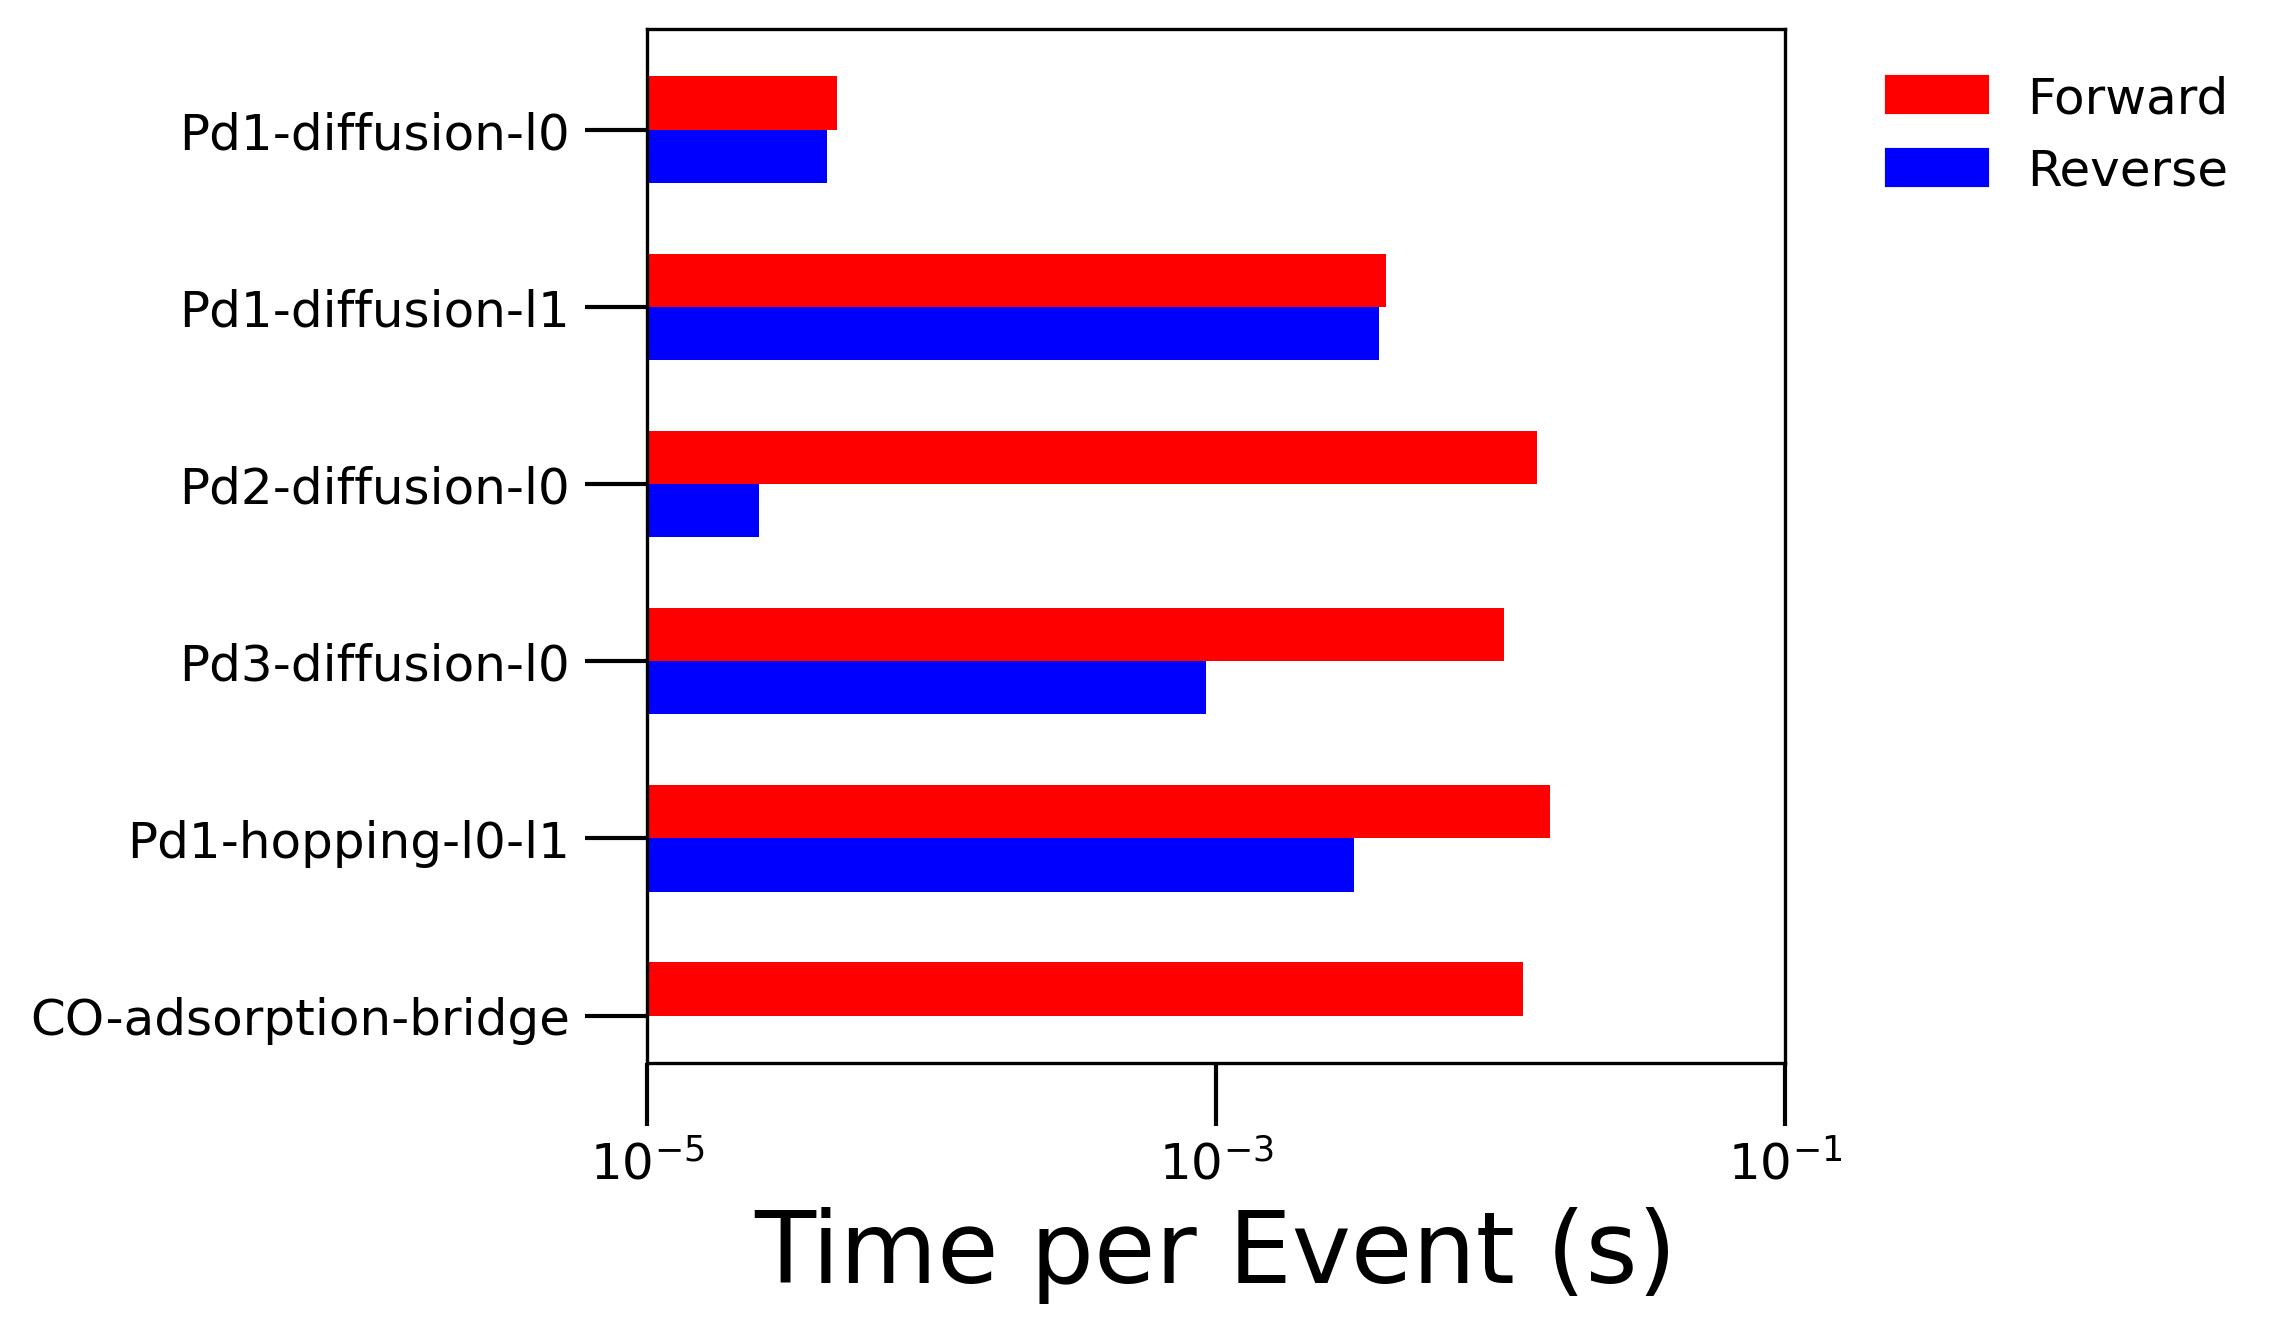 Forward
Reverse
Pd1-diffusion-l0
Pd1-diffusion-l1
Pd2-diffusion-l0
Pd3-diffusion-l0
Pd1-hopping-l0-l1
CO-adsorption-bridge
10⁻⁵ 10⁻³ 10⁻¹
Time per Event (s)